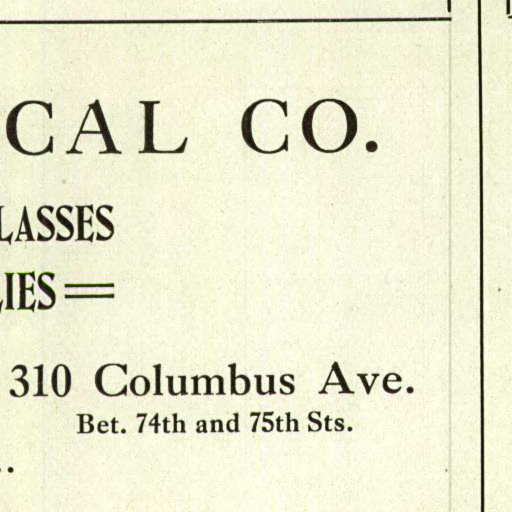 CAL CO.
LASSES
LIES
310 Columbus Ave.
Bet. 74th and 75th Sts.
..